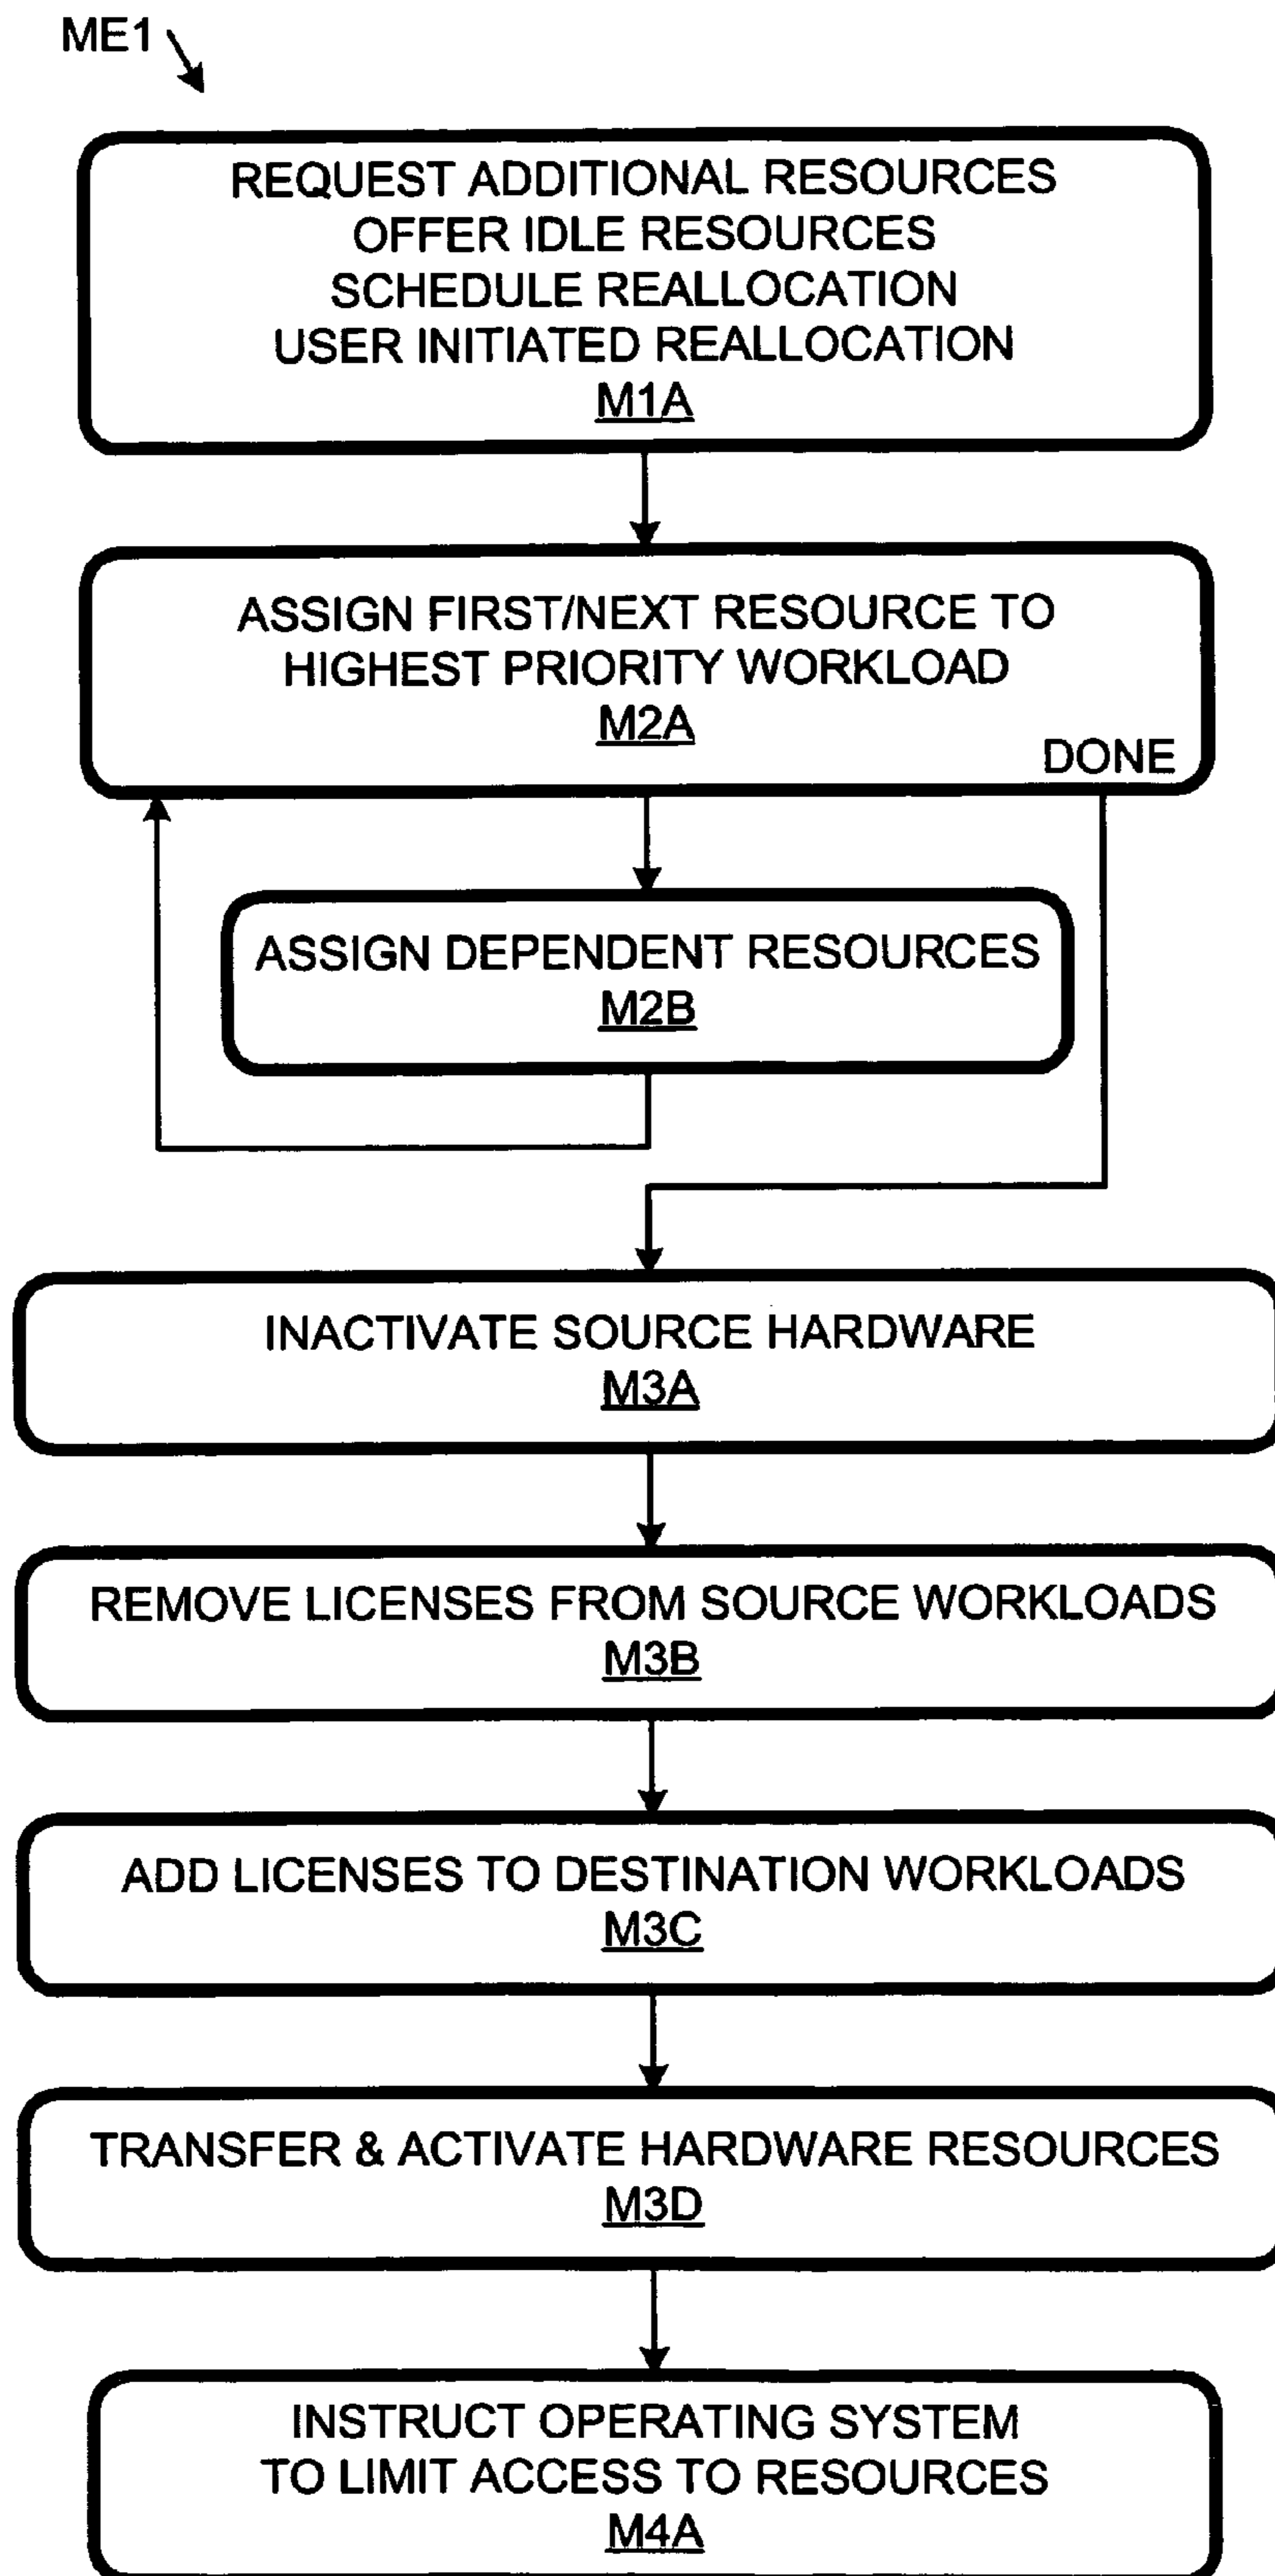 ME1
REQUEST ADDITIONAL RESOURCES
OFFER IDLE RESOURCES
SCHEDULE REALLOCATION
USER INITIATED REALLOCATION
M1A
ASSIGN FIRST/NEXT RESOURCE TO
HIGHEST PRIORITY WORKLOAD
M2A
DONE
ASSIGN DEPENDENT RESOURCES
M2B
INACTIVATE SOURCE HARDWARE
M3A
REMOVE LICENSES FROM SOURCE WORKLOADS
M3B
ADD LICENSES TO DESTINATION WORKLOADS
M3C
TRANSFER & ACTIVATE HARDWARE RESOURCES
M3D
INSTRUCT OPERATING SYSTEM
TO LIMIT ACCESS TO RESOURCES
M4A